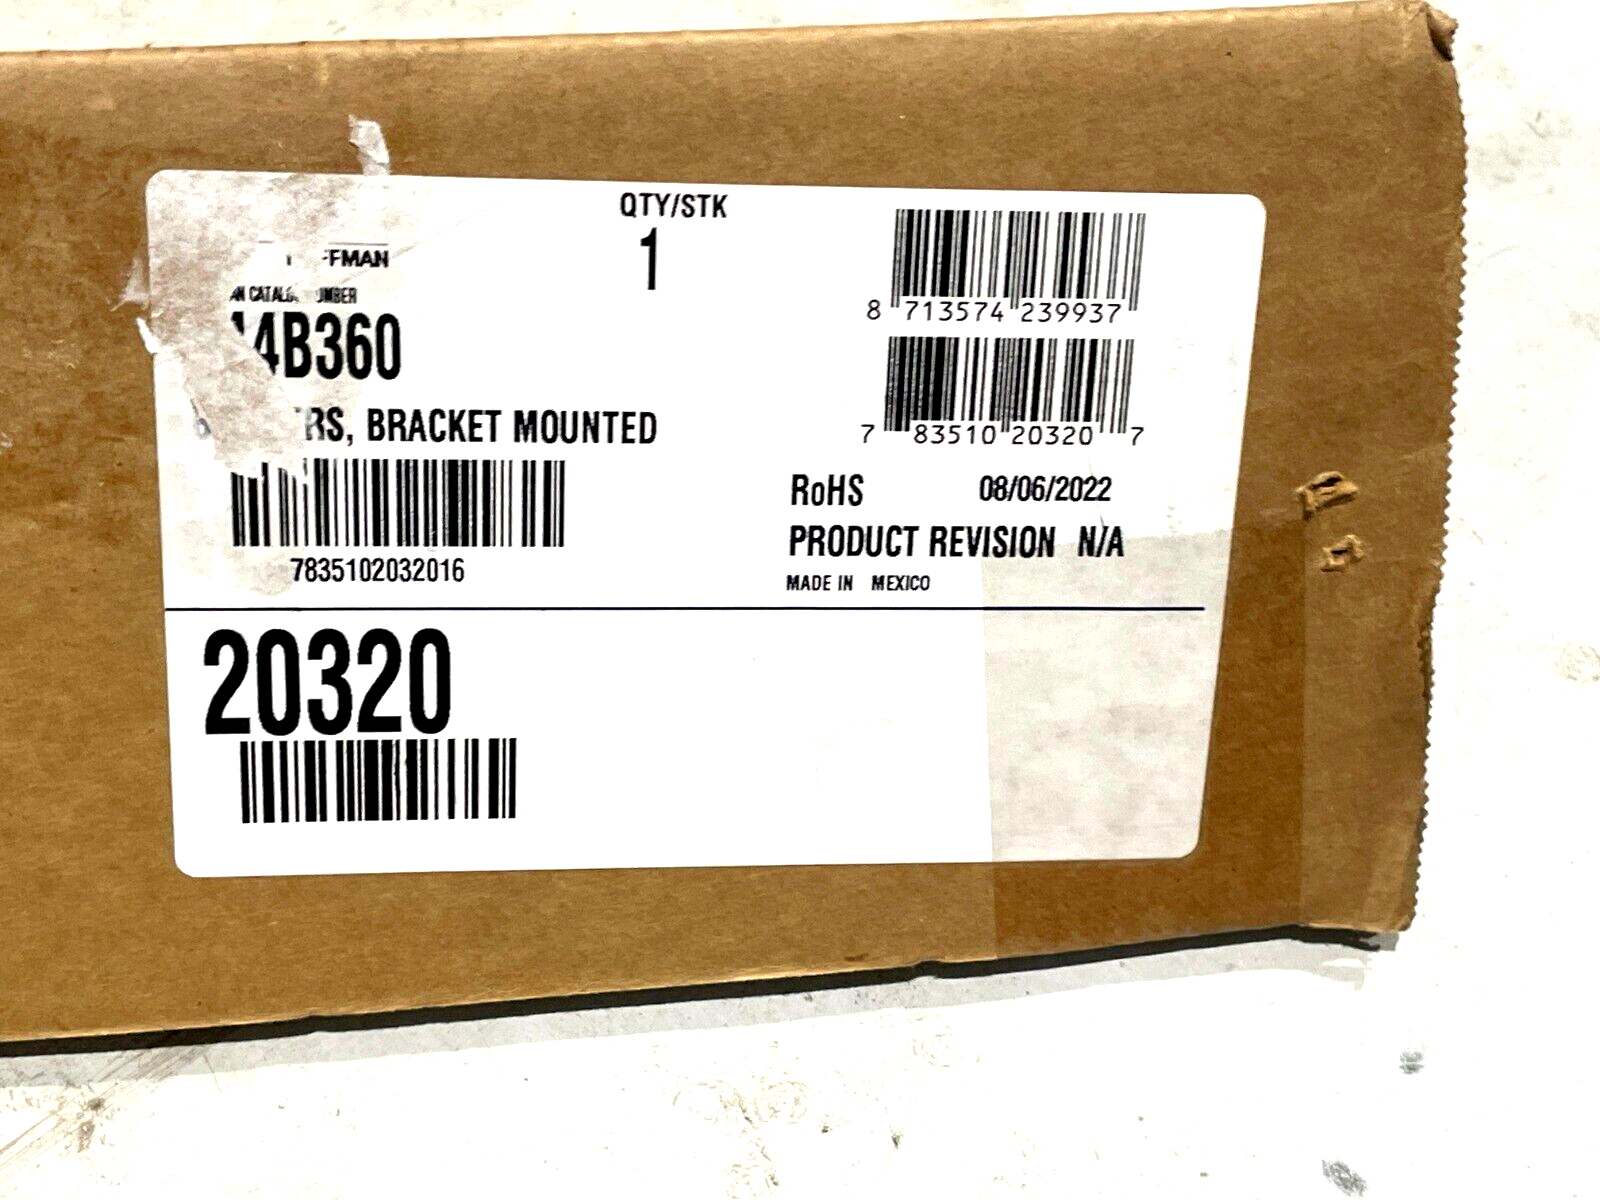 QTY/STK
1
4B360
BRACKET MOUNTED
7835102032016
8 713574 239937
7 83510 20320 7
RoHS 08/06/2022
PRODUCT REVISION N/A
MADE IN MEXICO
20320